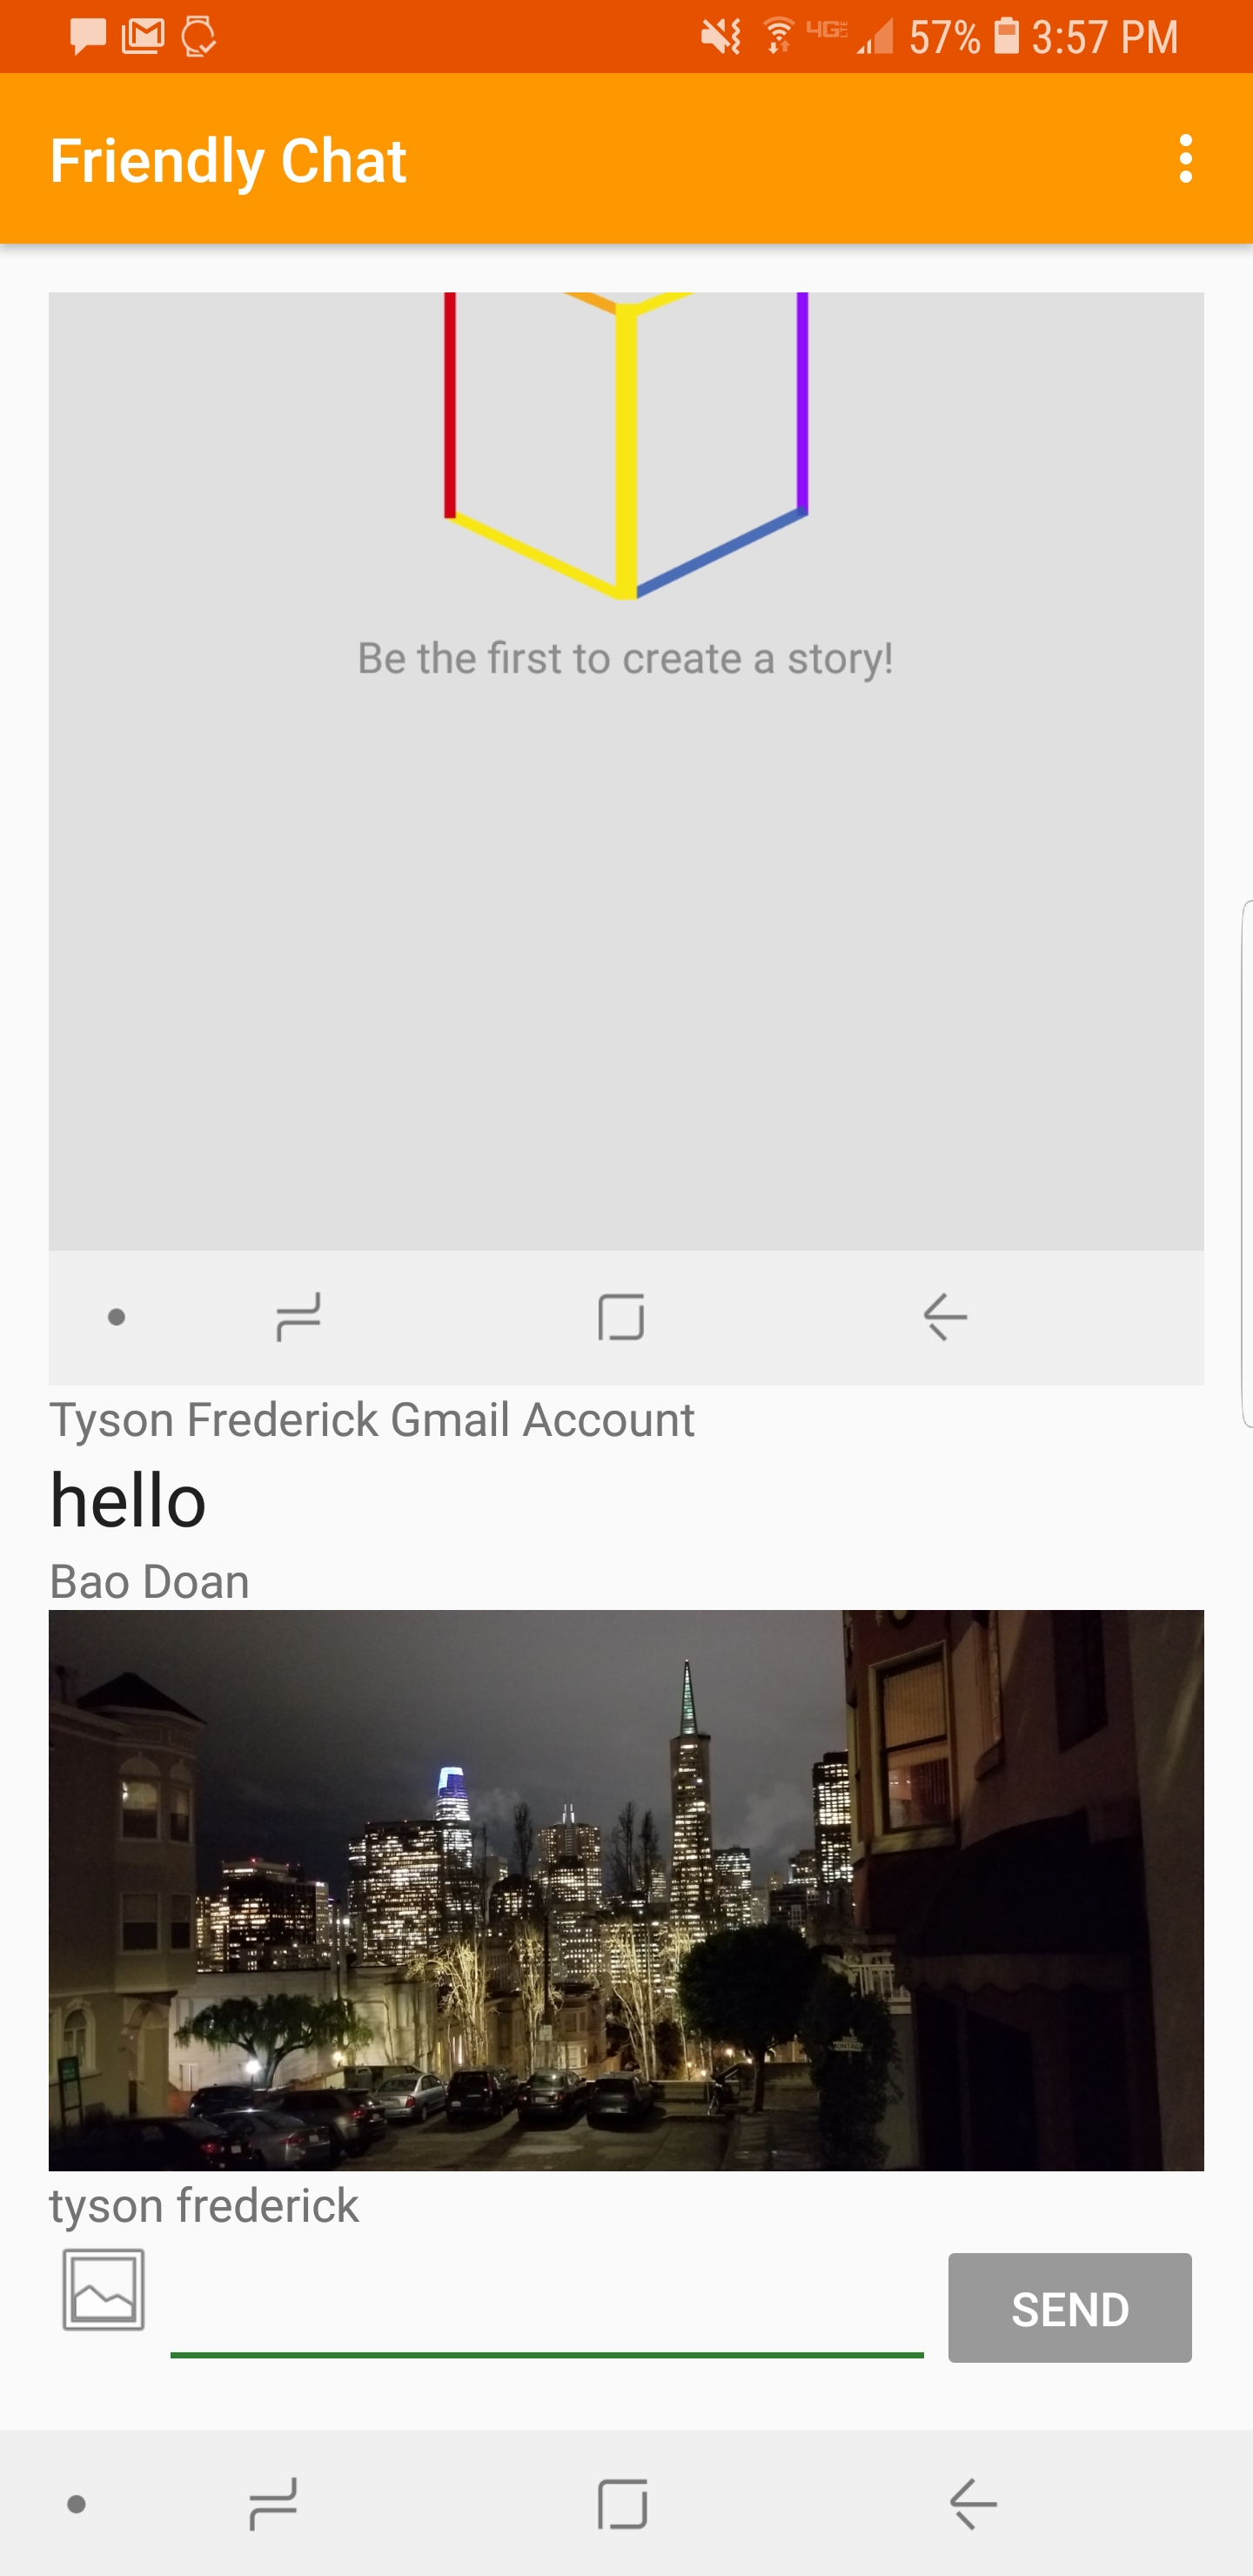 57% 3:57 PM
Friendly Chat
Be the first to create a story!
Tyson Frederick Gmail Account
hello
Bao Doan
tyson frederick
SEND